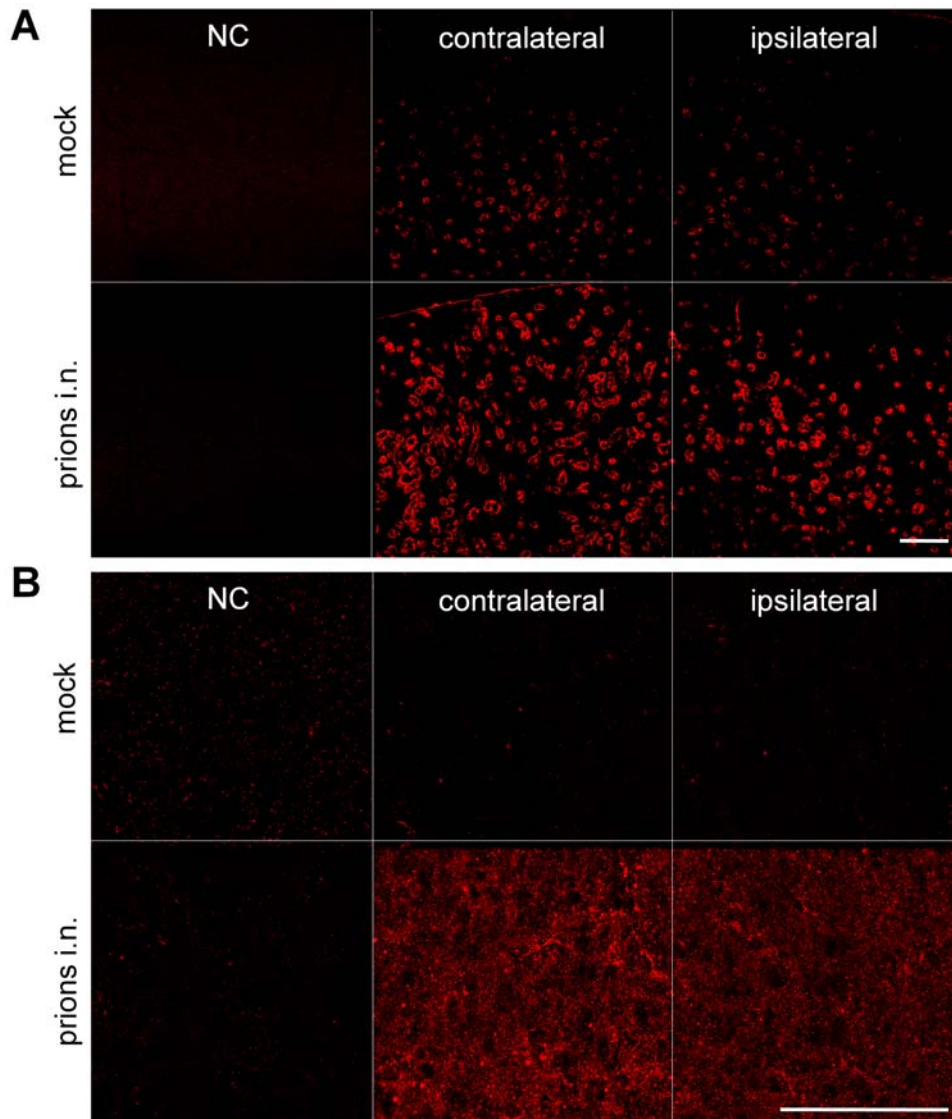 A
NC contralateral ipsilateral
mock
prions i.n.
B
NC contralateral ipsilateral
mock
prions i.n.